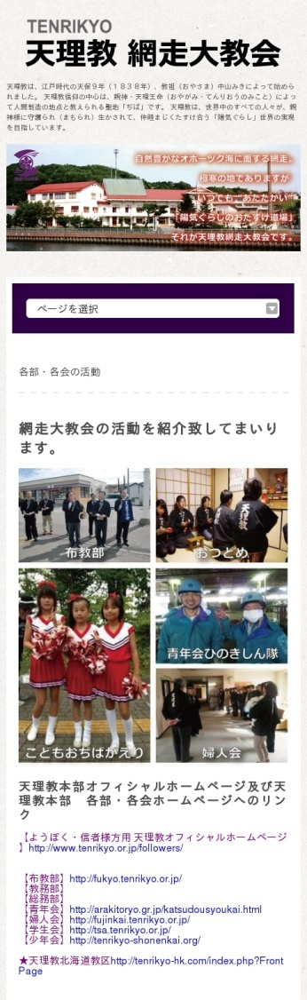 TENRIKYO
天理教 網走大教会
天理教は、江戸時代の天保９年（１８３８年）、教祖（おやさま）中山みきによって始めら
れました。 天理教信仰の中心は、親神・天理王命（おやがみ・てんりおうのみこと）によっ
て人間創造の地点と教えられる聖地「ぢば」です。 天理教は、世界中のすべての人々が、親
神様に守護られ（まもられ）生かされて、仲睦まじくたすけ合う「陽気ぐらし」世界の実現
を目指しています。
自然豊かなオホーツク海に面する網走。
極寒の地でありますが
いつでも “あたたかい”
「陽気ぐらしのおたすけ道場」
それが天理教網走大教会です。
ページを選択
各部・各会の活動
網走大教会の活動を紹介致してまいり
ます。
布教部
天理教
おつとめ
青年会ひのきしん隊
こどもおぢばがえり
婦人会
天理教本部オフィシャルホームページ及び天
理教本部　各部・各会ホームページへのリン
ク
【ようぼく・信者様方用 天理教オフィシャルホームページ
】http://www.tenrikyo.or.jp/followers/
【布教部】http://fukyo.tenrikyo.or.jp/
【教務部】
【総務部】
【青年会】http://arakitoryo.gr.jp/katsudousyoukai.html
【婦人会】http://fujinkai.tenrikyo.or.jp/
【学生会】http://tsa.tenrikyo.or.jp/
【少年会】http://tenrikyo-shonenkai.org/
★天理教北海道教区http://tenrikyo-hk.com/index.php?Front
Page